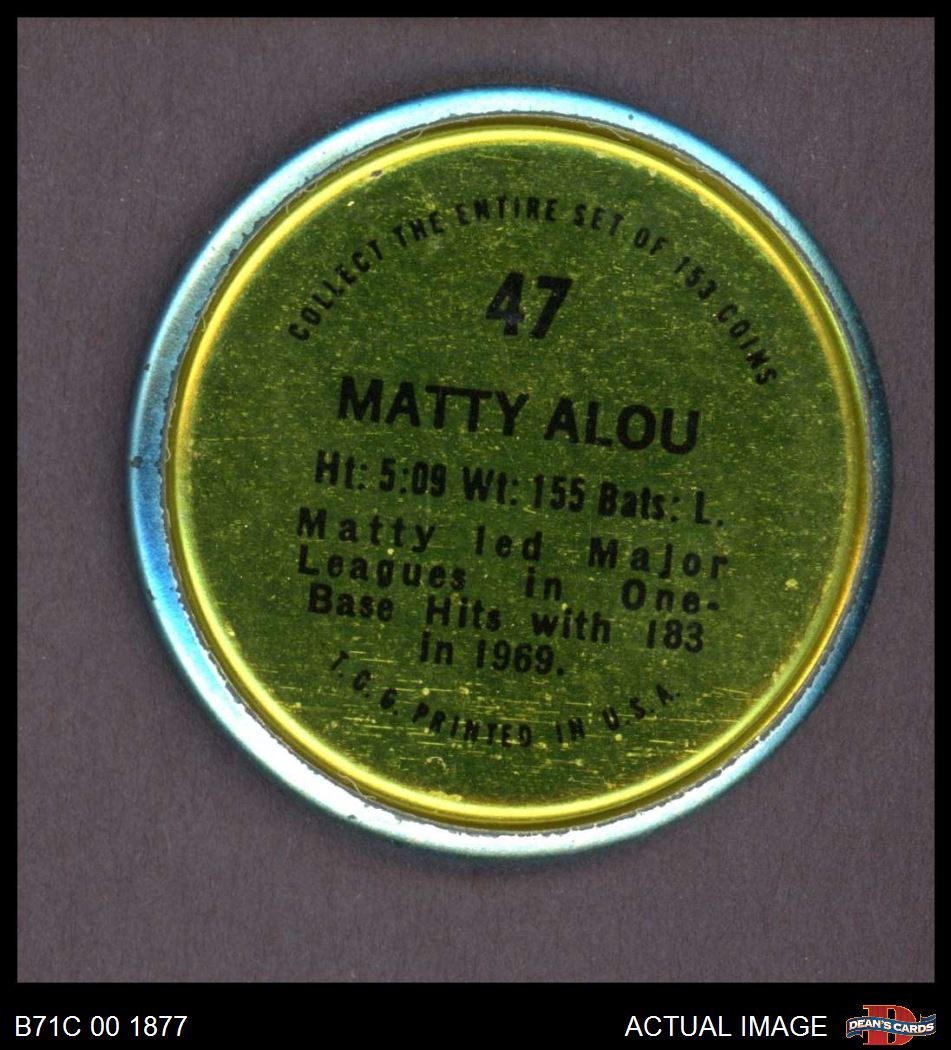 COLLECT THE ENTIRE SET OF 153 COINS
47
MATTY ALOU
Ht: 5:09 Wt: 155 Bats: L.
Matty led Major
Leagues in One-
Base Hits with 183
in 1969.
T.C.G. PRINTED IN U.S.A.
B71C 00 1877
ACTUAL IMAGE
DEAN'S CARDS